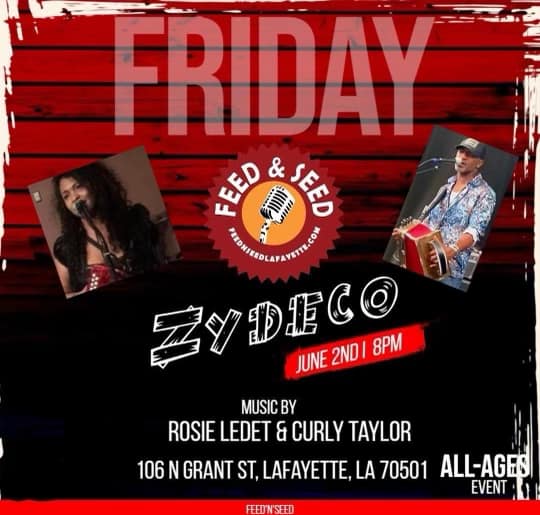 FRIDAY
FEED & SEED
FEEDNSEEDLAFAYETTE.COM
ZYDECO
JUNE 2ND | 8PM
MUSIC BY
ROSIE LEDET & CURLY TAYLOR
106 N GRANT ST, LAFAYETTE, LA 70501
ALL-AGES
EVENT
FEED'N'SEED